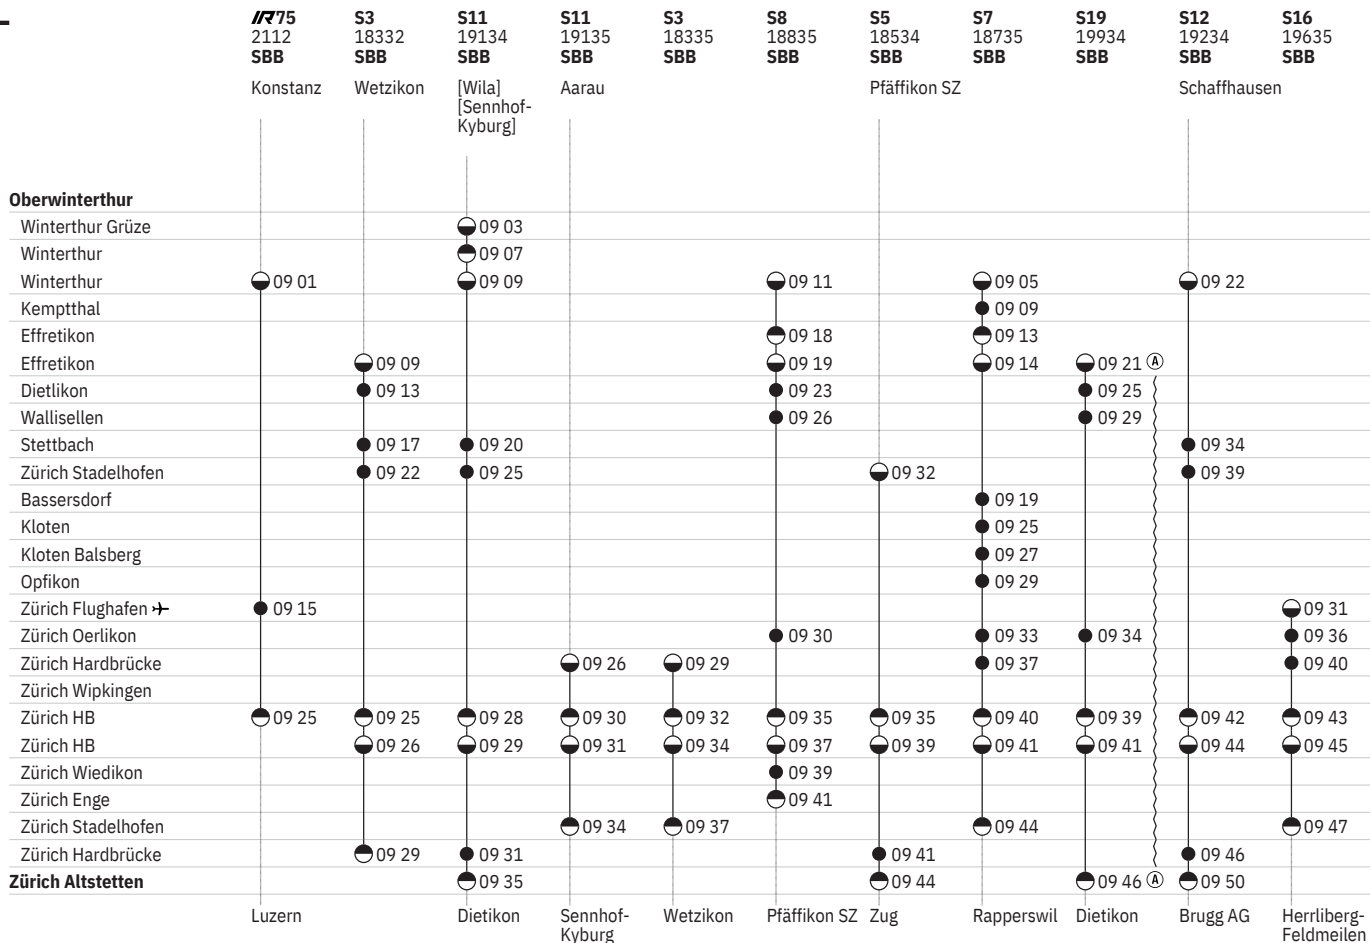 IR75 S3 S11 S11 S3 S8 S5 S7 S19 S12 S16
2112 18332 19134 19135 18335 18835 18534 18735 19934 19234 19635
SBB SBB SBB SBB SBB SBB SBB SBB SBB SBB SBB
Konstanz Wetzikon [Wila] Aarau Pfäffikon SZ Schaffhausen
[Sennhof-
Kyburg]
Oberwinterthur
Winterthur Grüze 09 03
Winterthur 09 07
Winterthur 09 01 09 09 09 11 09 05 09 22
Kemptthal 09 09
Effretikon 09 18 09 13
Effretikon 09 09 09 19 09 14 09 21 A
Dietlikon 09 13 09 23 09 25
Wallisellen 09 26 09 29
Stettbach 09 17 09 20 09 34
Zürich Stadelhofen 09 22 09 25 09 32 09 39
Bassersdorf 09 19
Kloten 09 25
Kloten Balsberg 09 27
Opfikon 09 29
Zürich Flughafen 09 15 09 31
Zürich Oerlikon 09 30 09 33 09 34 09 36
Zürich Hardbrücke 09 26 09 29 09 37 09 40
Zürich Wipkingen
Zürich HB 09 25 09 25 09 28 09 30 09 32 09 35 09 35 09 40 09 39 09 42 09 43
Zürich HB 09 26 09 29 09 31 09 34 09 37 09 39 09 41 09 41 09 44 09 45
Zürich Wiedikon 09 39
Zürich Enge 09 41
Zürich Stadelhofen 09 34 09 37 09 44 09 47
Zürich Hardbrücke 09 29 09 31 09 41 09 46
Zürich Altstetten 09 35 09 44 09 46 A 09 50
Luzern Dietikon Sennhof- Wetzikon Pfäffikon SZ Zug Rapperswil Dietikon Brugg AG Herrliberg-
Kyburg Feldmeilen